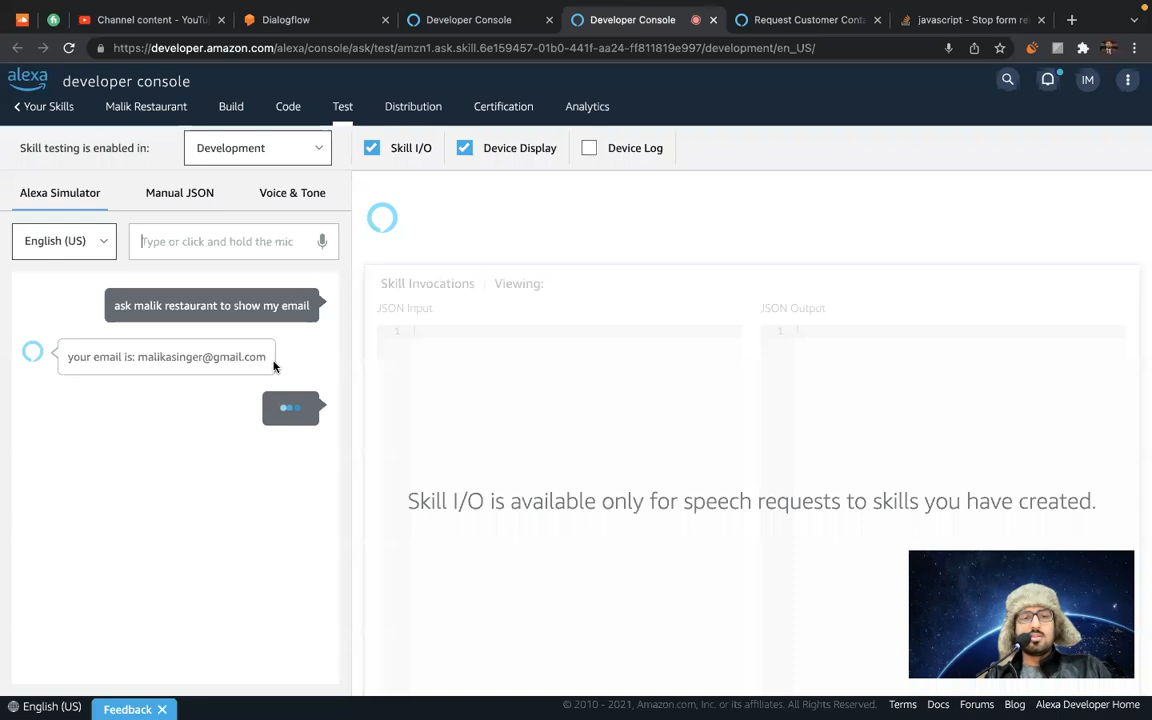 Channel content - YouTu
Dialogflow
Developer Console
Developer Console
Request Customer Conta
javascript - Stop form re
https://developer.amazon.com/alexa/console/ask/test/amzn1.ask.skill.6e159457-01b0-441f-aa24-ff811819e997/development/en_US/
alexa developer console
IM
Your Skills Malik Restaurant Build Code Test Distribution Certification Analytics
Skill testing is enabled in: Development Skill I/O Device Display Device Log
Alexa Simulator Manual JSON Voice & Tone
English (US) Type or click and hold the mic
ask malik restaurant to show my email
your email is: malikasinger@gmail.com
Skill Invocations Viewing:
JSON Input JSON Output
1 1
Skill I/O is available only for speech requests to skills you have created.
English (US) Feedback © 2010 - 2021, Amazon.com, Inc. or its affiliates. All Rights Reserved. Terms Docs Forums Blog Alexa Developer Home